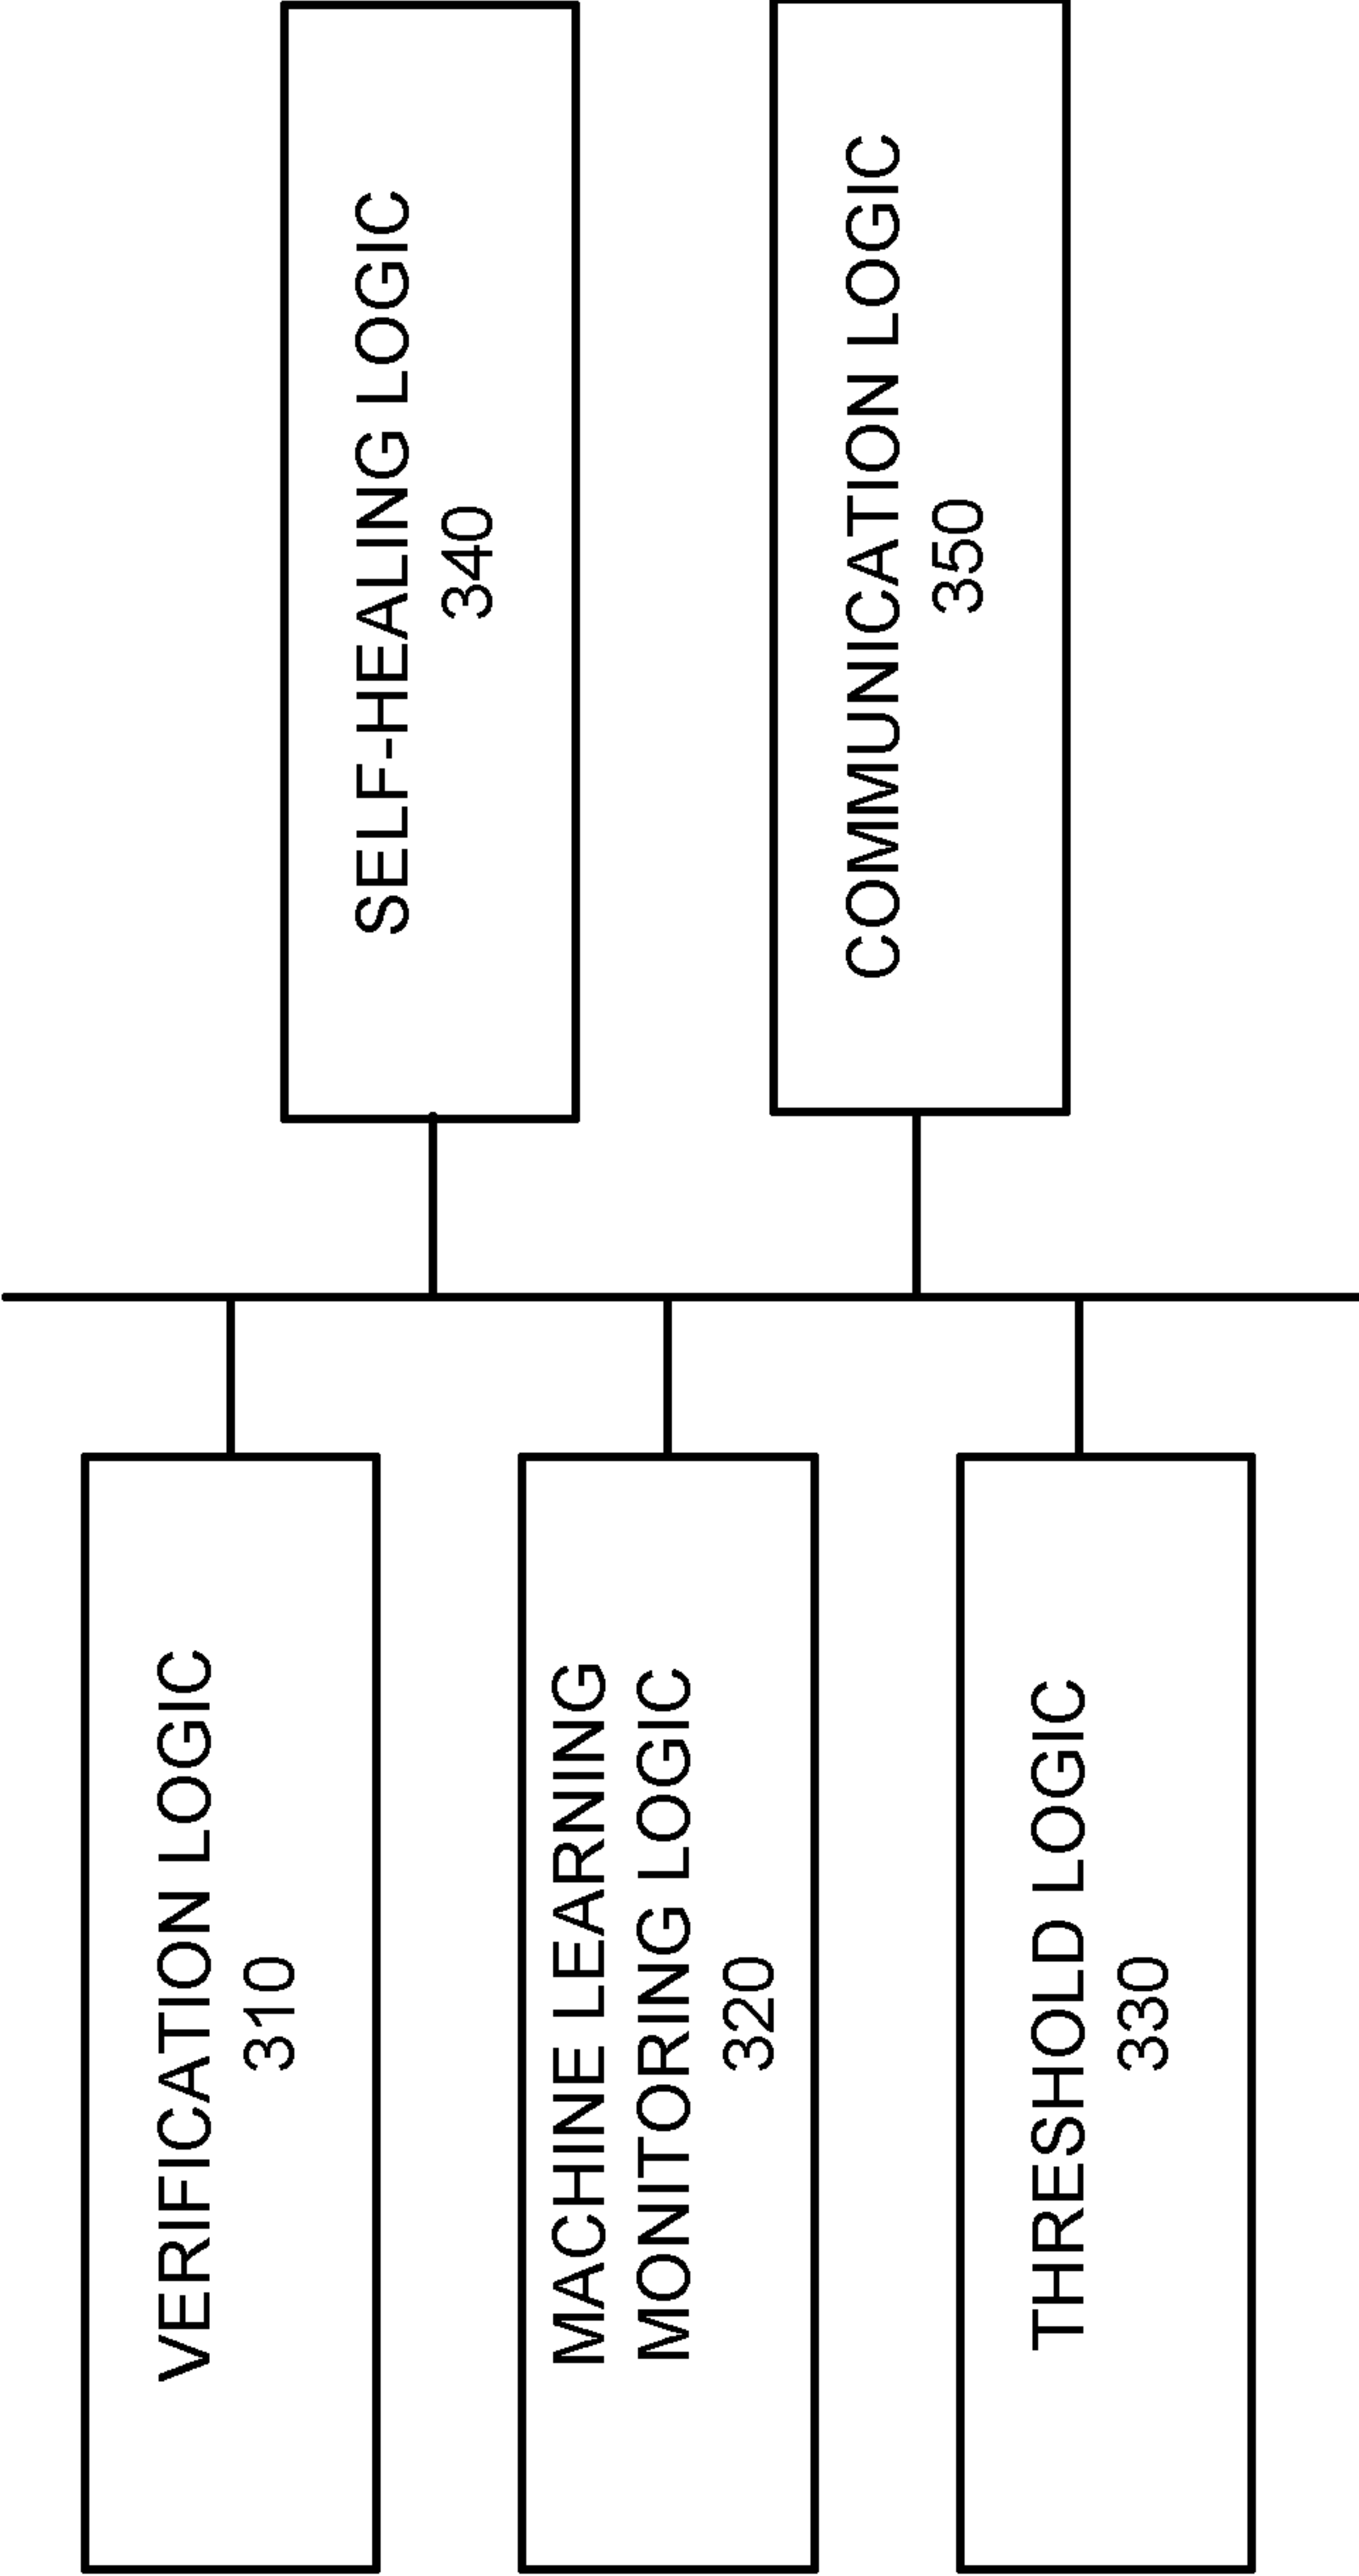 VERIFICATION LOGIC
310
MACHINE LEARNING
MONITORING LOGIC
320
THRESHOLD LOGIC
330
SELF-HEALING LOGIC
340
COMMUNICATION LOGIC
350